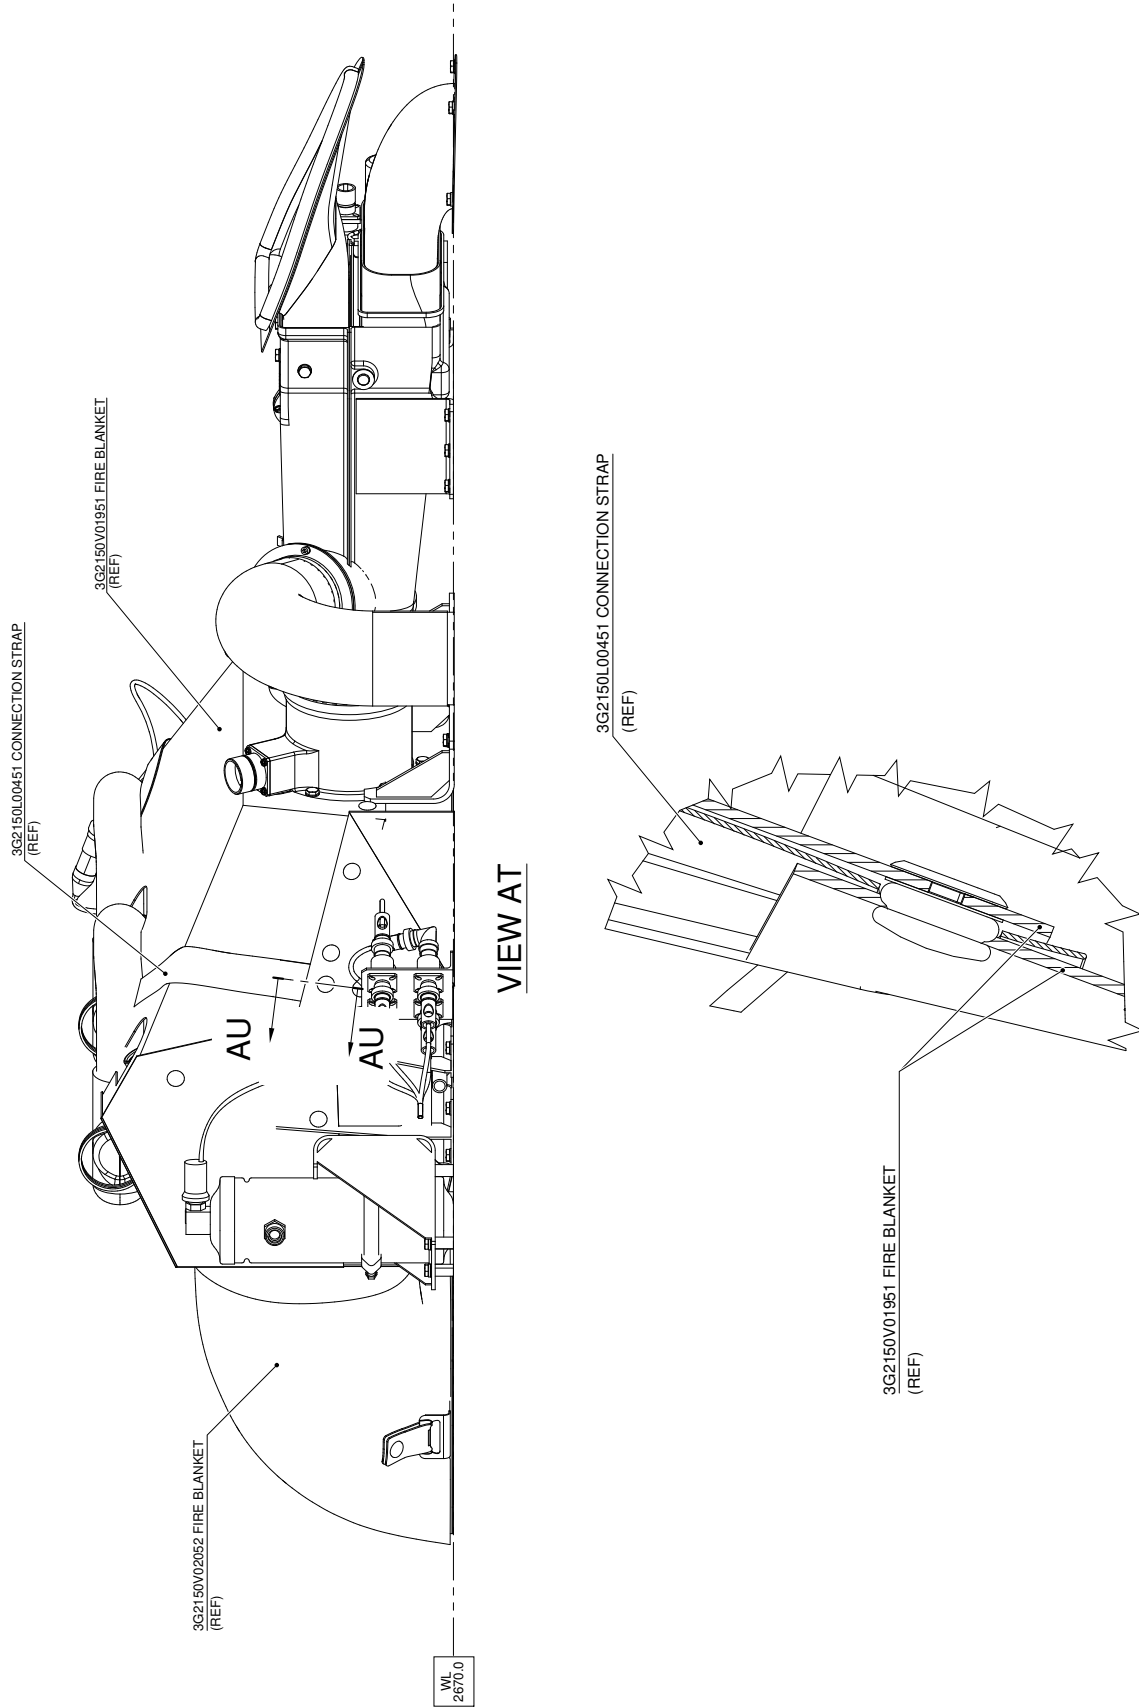 3G2150V02052 FIRE BLANKET
(REF)
3G2150L00451 CONNECTION STRAP
(REF)
3G2150V01951 FIRE BLANKET
(REF)
AU
AU
WL
2670.0
VIEW AT
3G2150L00451 CONNECTION STRAP
(REF)
3G2150V01951 FIRE BLANKET
(REF)